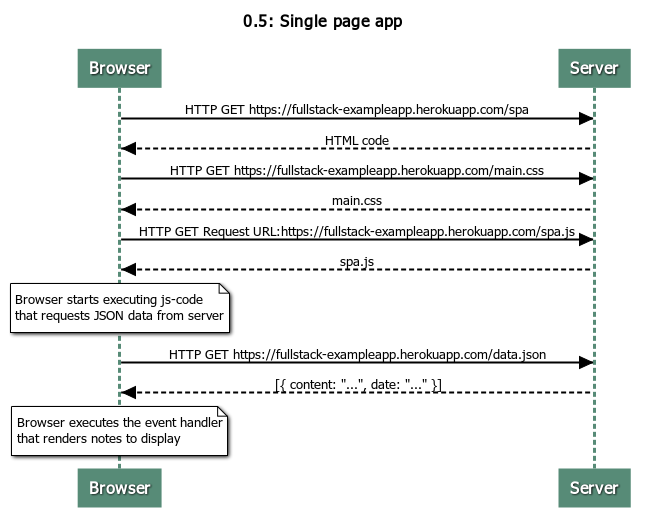 0.5: Single page app
Browser
Server
HTTP GET https://fullstack-exampleapp.herokuapp.com/spa
HTML code
HTTP GET https://fullstack-exampleapp.herokuapp.com/main.css
main.css
HTTP GET Request URL:https://fullstack-exampleapp.herokuapp.com/spa.js
spa.js
Browser starts executing js-code
that requests JSON data from server
HTTP GET https://fullstack-exampleapp.herokuapp.com/data.json
[{ content: "...", date: "..." }]
Browser executes the event handler
that renders notes to display
Browser
Server